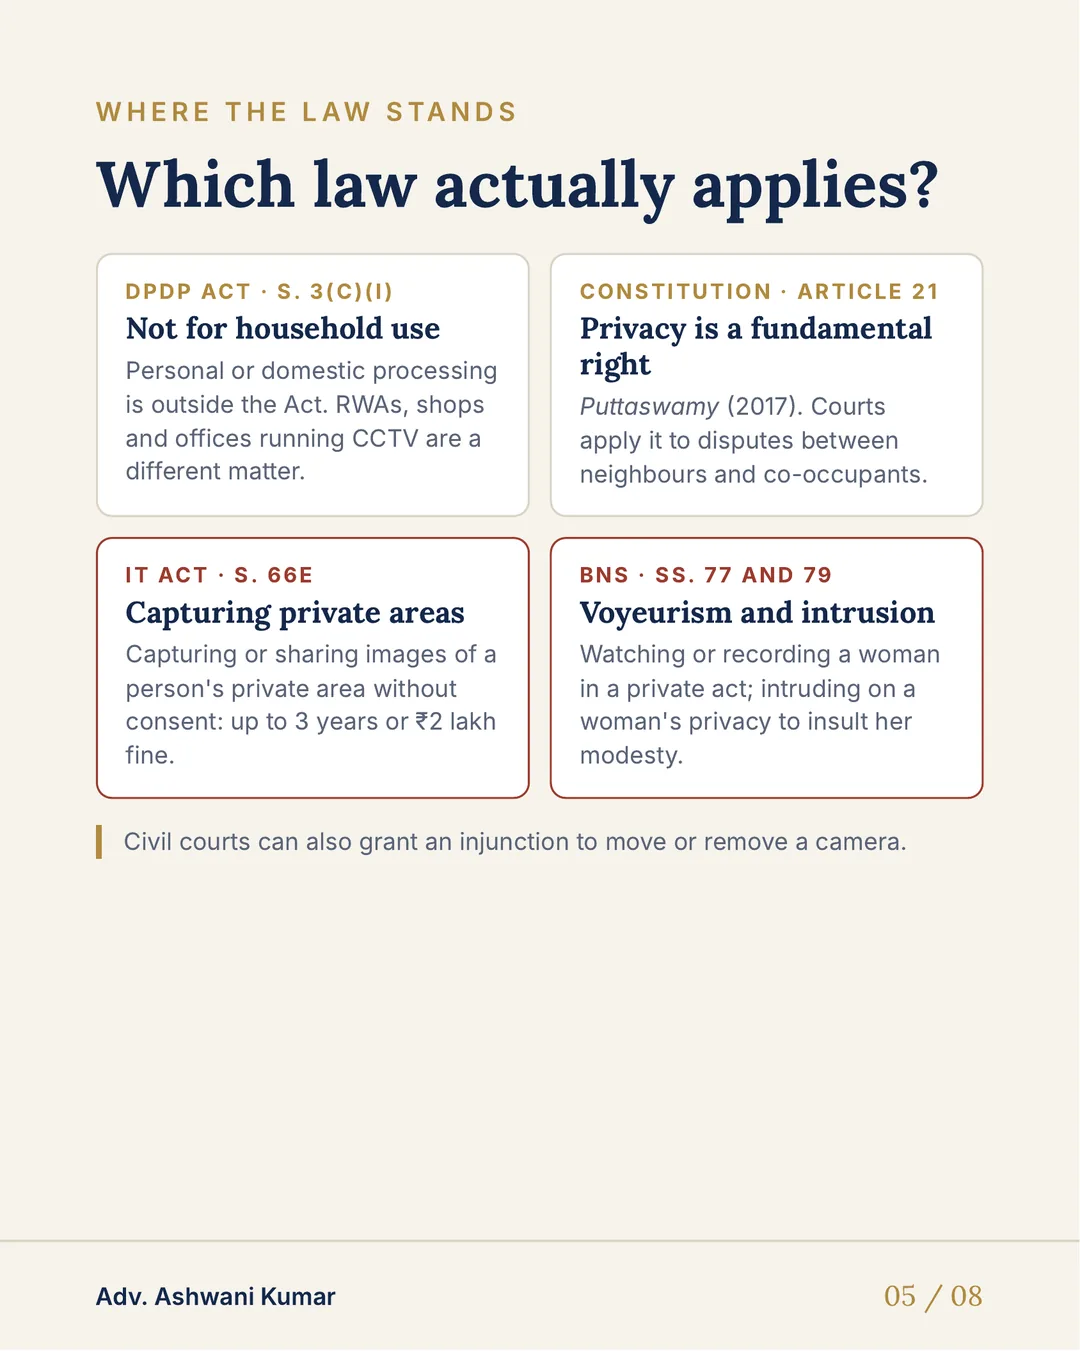 WHERE THE LAW STANDS
Which law actually applies?
DPDP ACT · S. 3(C)(I)
Not for household use
Personal or domestic processing
is outside the Act. RWAs, shops
and offices running CCTV are a
different matter.
CONSTITUTION · ARTICLE 21
Privacy is a fundamental
right
Puttaswamy (2017). Courts
apply it to disputes between
neighbours and co-occupants.
IT ACT · S. 66E
Capturing private areas
Capturing or sharing images of a
person's private area without
consent: up to 3 years or ₹2 lakh
fine.
BNS · SS. 77 AND 79
Voyeurism and intrusion
Watching or recording a woman
in a private act; intruding on a
woman's privacy to insult her
modesty.
Civil courts can also grant an injunction to move or remove a camera.
Adv. Ashwani Kumar
05 / 08